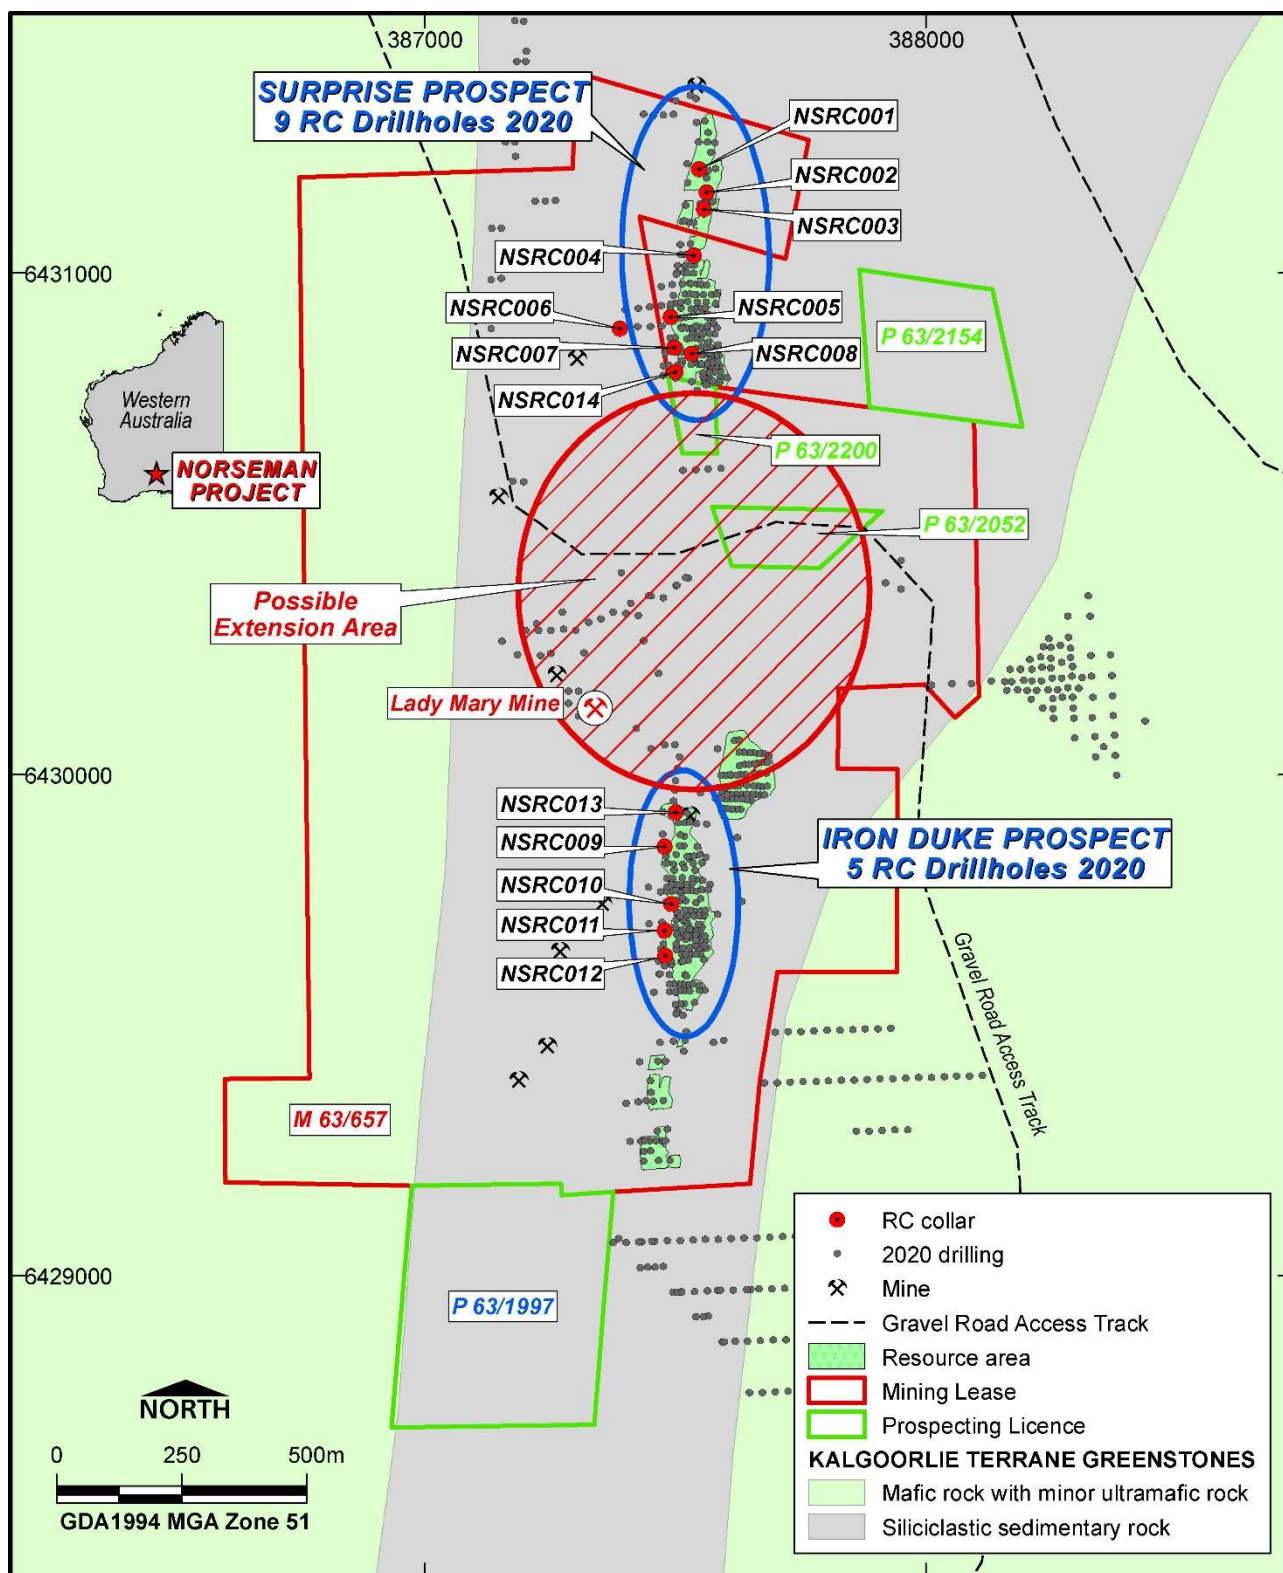 387000
388000
SURPRISE PROSPECT
9 RC Drillholes 2020
NSRC001
NSRC002
NSRC003
NSRC004
6431000
NSRC006
NSRC005
P 63/2154
NSRC007
NSRC008
Western
Australia
NSRC014
NORSEMAN
PROJECT
P 63/2200
P 63/2052
Possible
Extension Area
Lady Mary Mine
6430000
NSRC013
NSRC009
IRON DUKE PROSPECT
5 RC Drillholes 2020
NSRC010
NSRC011
NSRC012
Gravel Road Access Track
M 63/657
6429000
P 63/1997
NORTH
0 250 500m
GDA1994 MGA Zone 51
RC collar
2020 drilling
Mine
Gravel Road Access Track
Resource area
Mining Lease
Prospecting Licence
KALGOORLIE TERRANE GREENSTONES
Mafic rock with minor ultramafic rock
Siliciclastic sedimentary rock